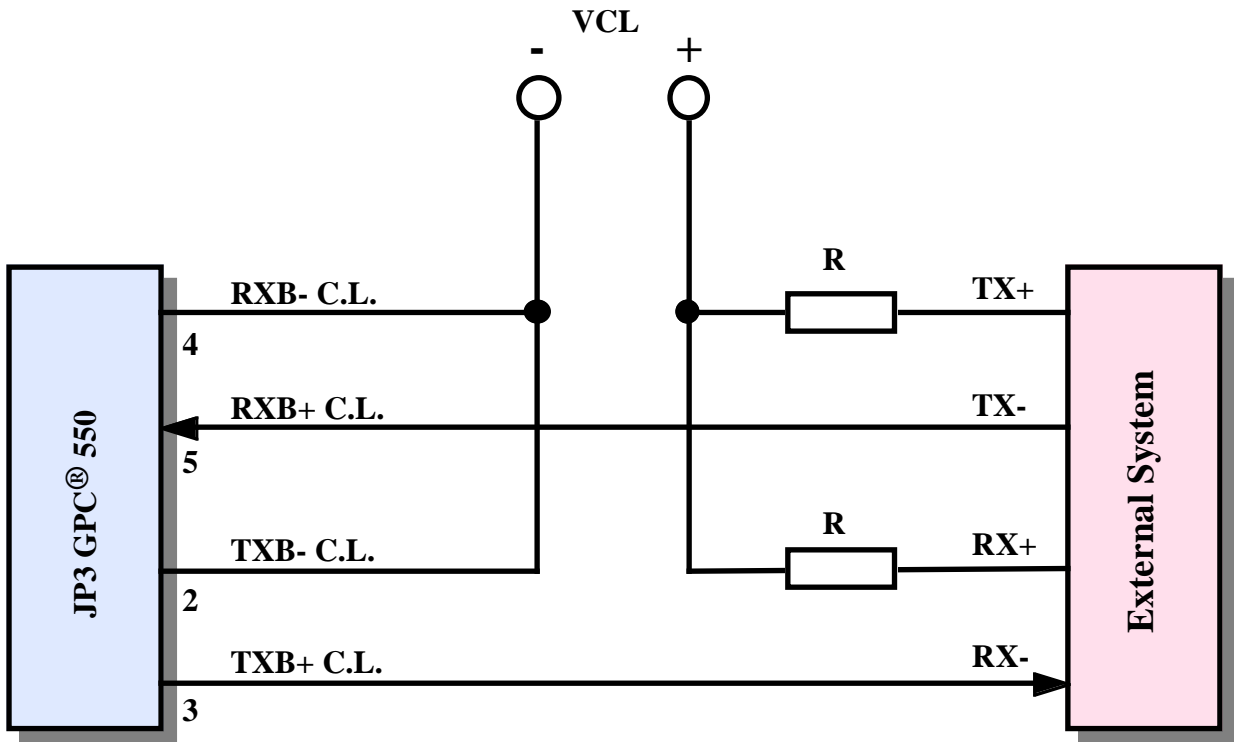 VCL
- +
R
RXB- C.L.
TX+
4
RXB+ C.L.
TX-
5
R
TXB- C.L.
RX+
2
TXB+ C.L.
RX-
3
JP3 GPC® 550
External System